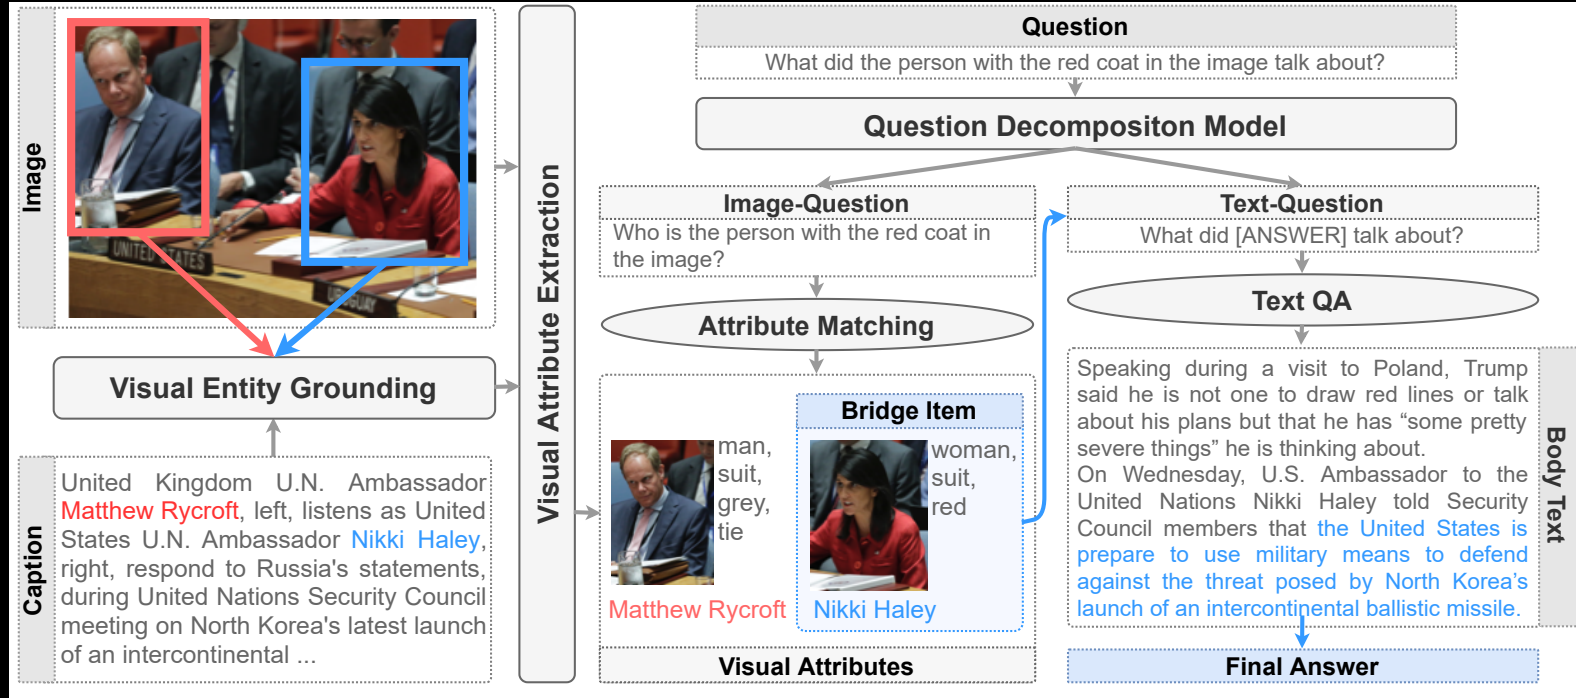 Image
UNITED STATES
URUGUAY
Visual Entity Grounding
Caption
United Kingdom U.N. Ambassador
Matthew Rycroft, left, listens as United
States U.N. Ambassador Nikki Haley,
right, respond to Russia's statements,
during United Nations Security Council
meeting on North Korea's latest launch
of an intercontinental ...
Visual Attribute Extraction
Question
What did the person with the red coat in the image talk about?
Question Decompositon Model
Image-Question
Who is the person with the red coat in
the image?
Attribute Matching
man,
suit,
grey,
tie
Matthew Rycroft
Bridge Item
woman,
suit,
red
Nikki Haley
Visual Attributes
Text-Question
What did [ANSWER] talk about?
Text QA
Speaking during a visit to Poland, Trump
said he is not one to draw red lines or talk
about his plans but that he has “some pretty
severe things” he is thinking about.
On Wednesday, U.S. Ambassador to the
United Nations Nikki Haley told Security
Council members that the United States is
prepare to use military means to defend
against the threat posed by North Korea’s
launch of an intercontinental ballistic missile.
Body Text
Final Answer